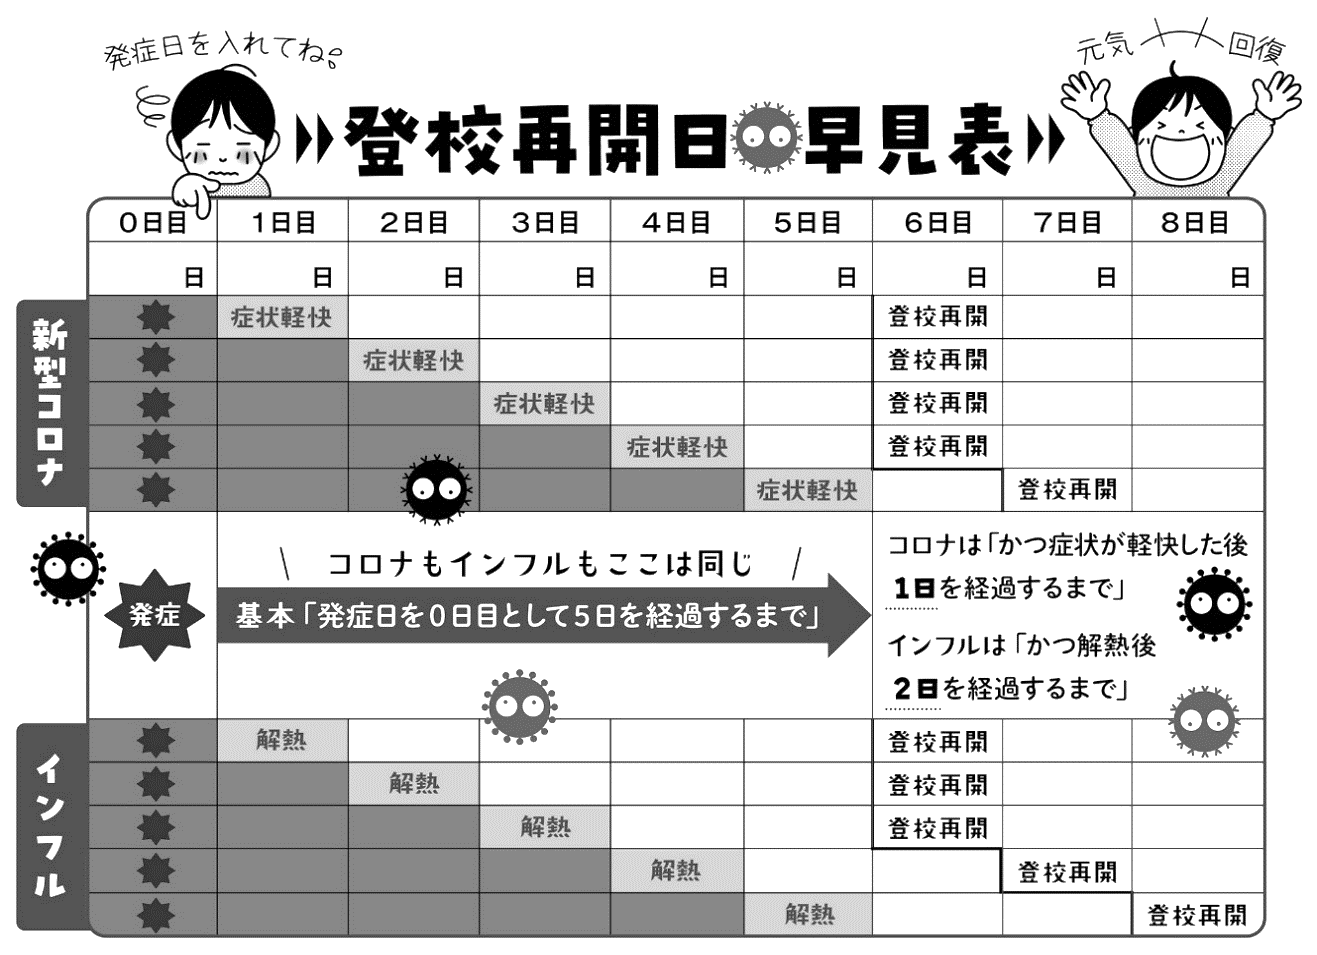 発症日を入れてね
元気
回復
登校再開日早見表
0日目 1日目 2日目 3日目 4日目 5日目 6日目 7日目 8日目
日 日 日 日 日 日 日 日 日
新型コロナ
症状軽快 登校再開
症状軽快 登校再開
症状軽快 登校再開
症状軽快 登校再開
症状軽快 登校再開
発症
コロナもインフルもここは同じ
基本「発症日を0日目として5日を経過するまで」
コロナは「かつ症状が軽快した後
1日を経過するまで」
インフルは「かつ解熱後
2日を経過するまで」
インフル
解熱 登校再開
解熱 登校再開
解熱 登校再開
解熱 登校再開
解熱 登校再開